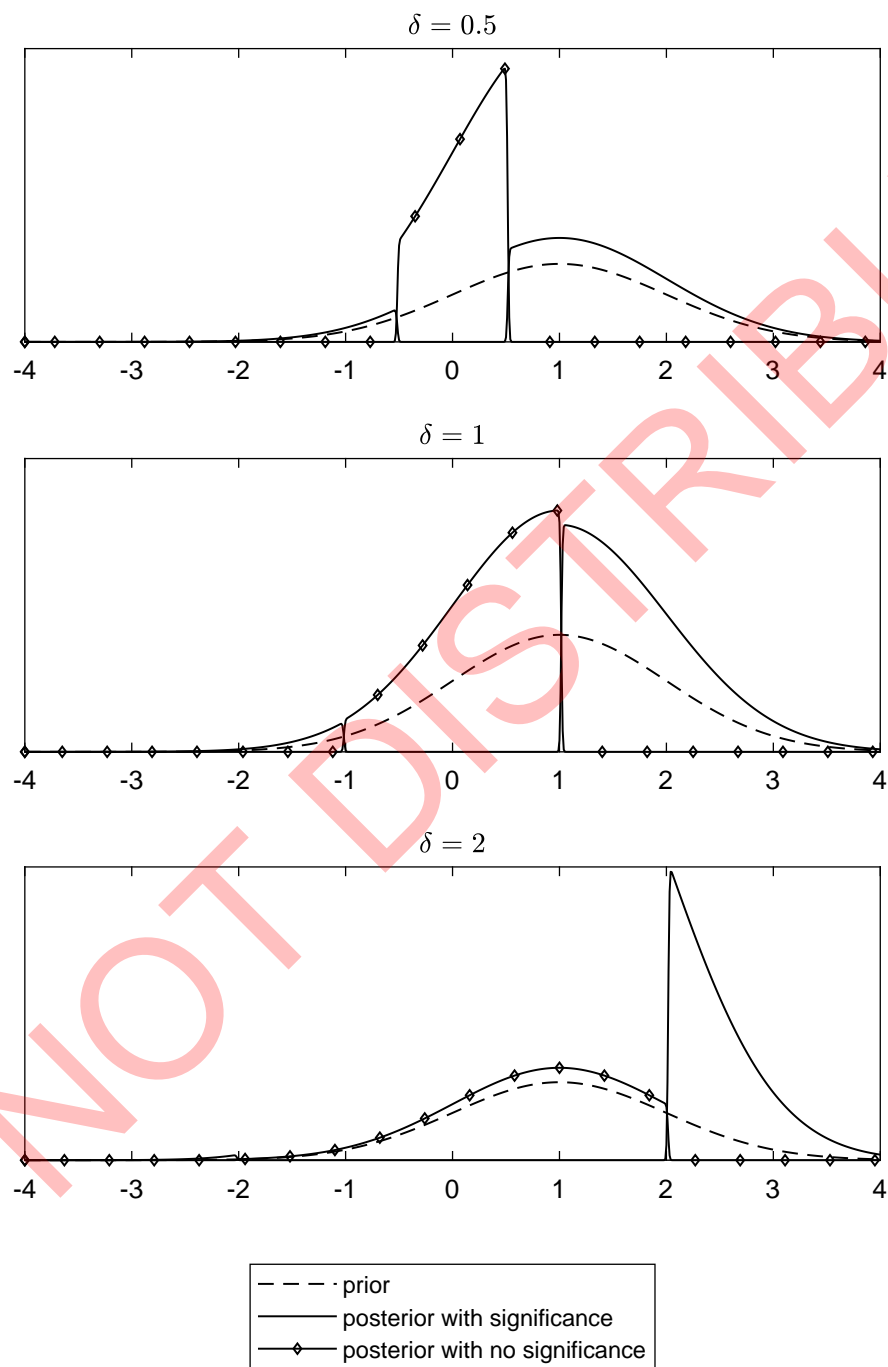 δ = 0.5
-4 -3 -2 -1 0 1 2 3 4
δ = 1
-4 -3 -2 -1 0 1 2 3 4
δ = 2
-4 -3 -2 -1 0 1 2 3 4
prior
posterior with significance
posterior with no significance
NOT